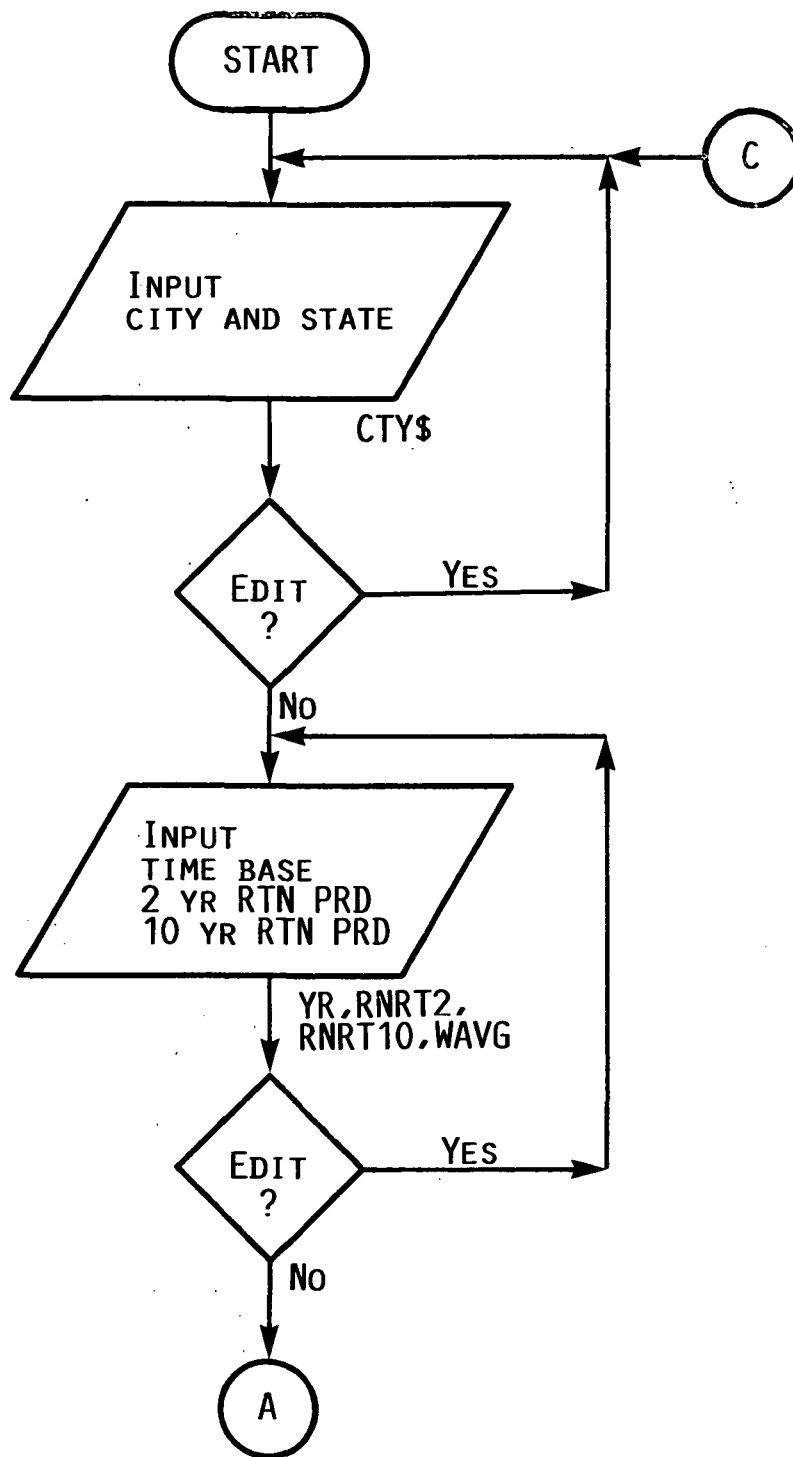 START
C
INPUT
CITY AND STATE
CTY$
EDIT
?
YES
NO
INPUT
TIME BASE
2 YR RTN PRD
10 YR RTN PRD
YR,RNRT2,
RNRT10,WAVG
EDIT
?
YES
NO
A